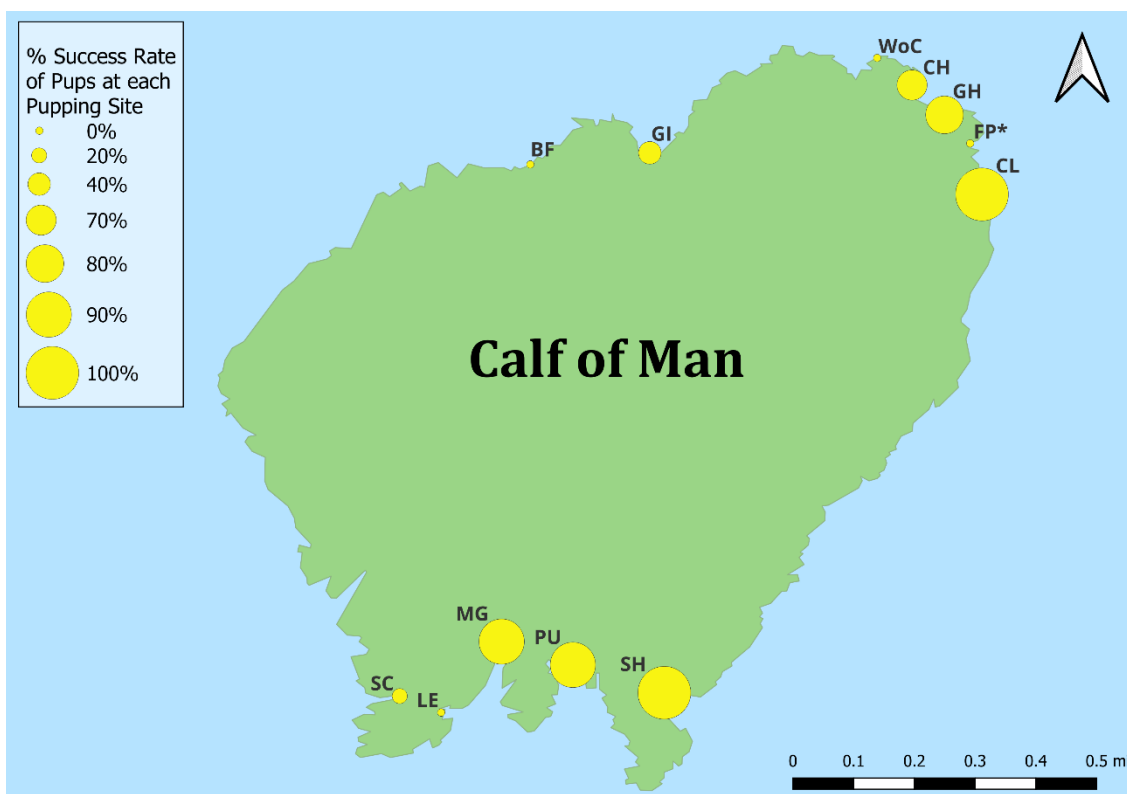 % Success Rate
of Pups at each
Pupping Site
0%
20%
40%
70%
80%
90%
100%
WoC
CH
GH
FP*
CL
GI
BF
Calf of Man
MG
PU
SH
SC
LE
0 0.1 0.2 0.3 0.4 0.5 m